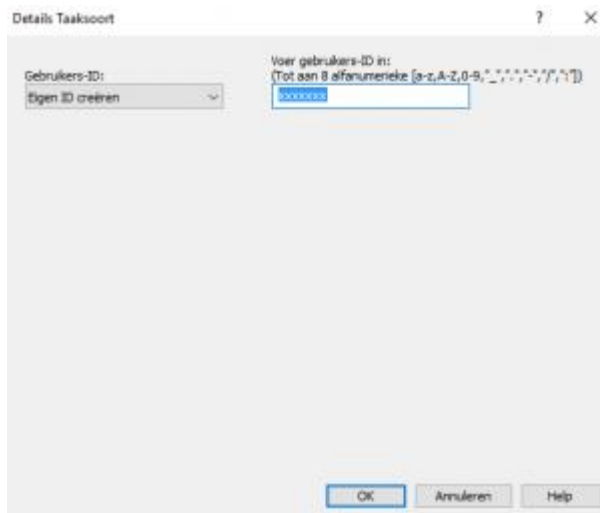 Details Taaksoort
Gebruikers-ID:
Eigen ID creëren
Voer gebruikers-ID in:
(Tot aan 8 alfanumerieke [a-z,A-Z,0-9,"_",".","-","/",":"])
xxxxxxxx
OK
Annuleren
Help